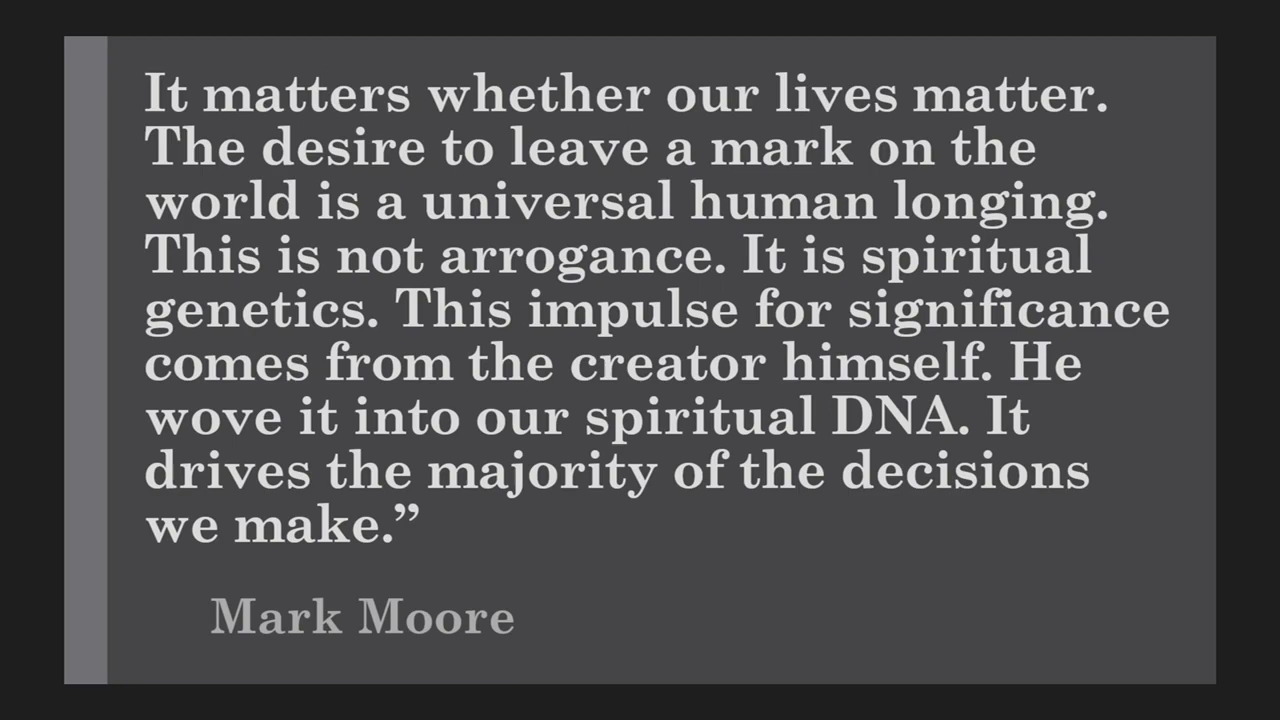 It matters whether our lives matter.
The desire to leave a mark on the
world is a universal human longing.
This is not arrogance. It is spiritual
genetics. This impulse for significance
comes from the creator himself. He
wove it into our spiritual DNA. It
drives the majority of the decisions
we make.”
Mark Moore